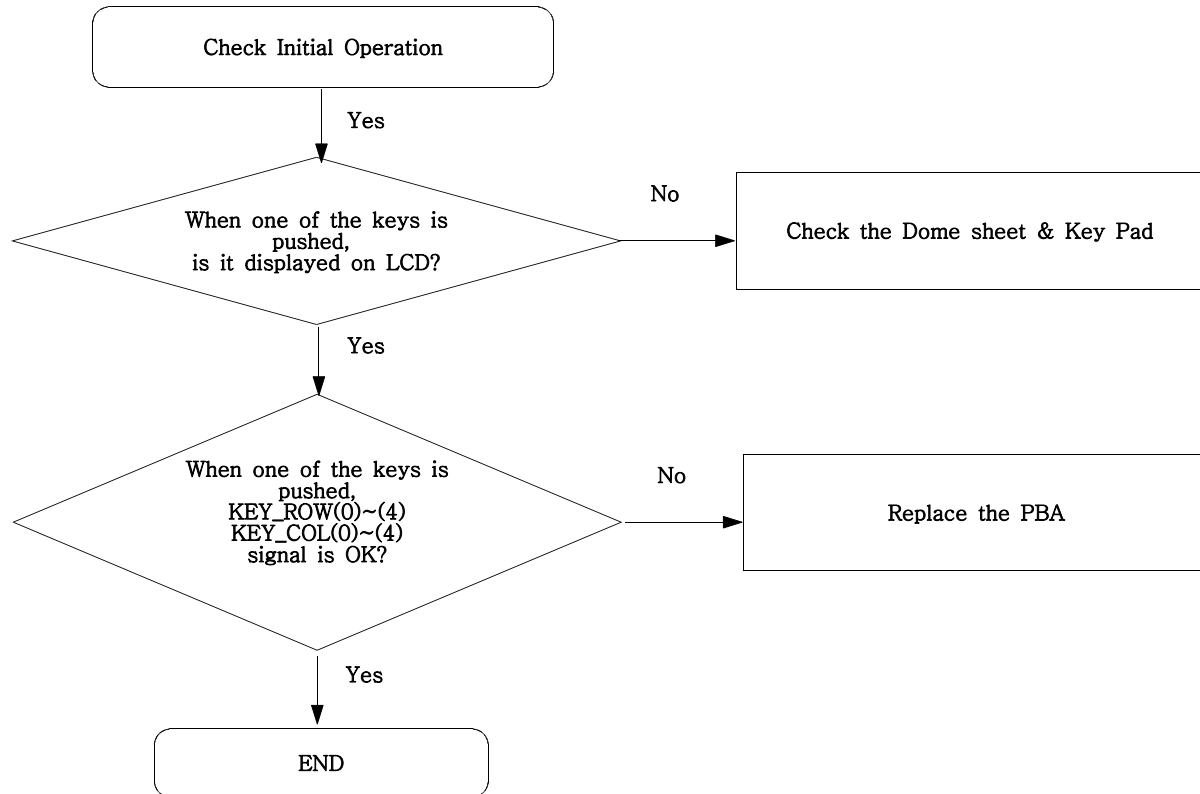 Check Initial Operation
Yes
When one of the keys is
pushed,
is it displayed on LCD?
No
Check the Dome sheet & Key Pad
Yes
When one of the keys is
pushed,
KEY_ROW(0)~(4)
KEY_COL(0)~(4)
signal is OK?
No
Replace the PBA
Yes
END